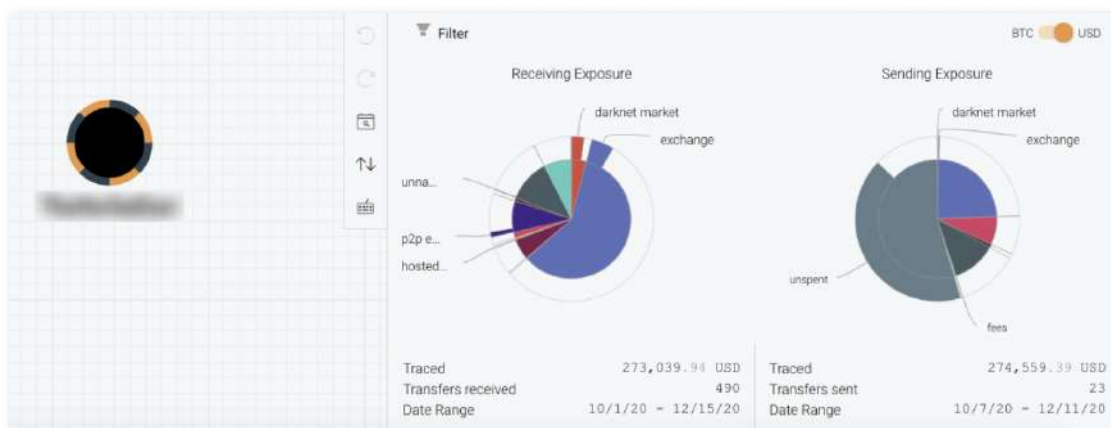 Filter
BTC USD
Receiving Exposure
darknet market
exchange
unna...
p2p e...
hosted...
Sending Exposure
darknet market
exchange
unspent
fees
Traced 273,039.94 USD
Transfers received 490
Date Range 10/1/20 - 12/15/20
Traced 274,559.39 USD
Transfers sent 23
Date Range 10/7/20 - 12/11/20